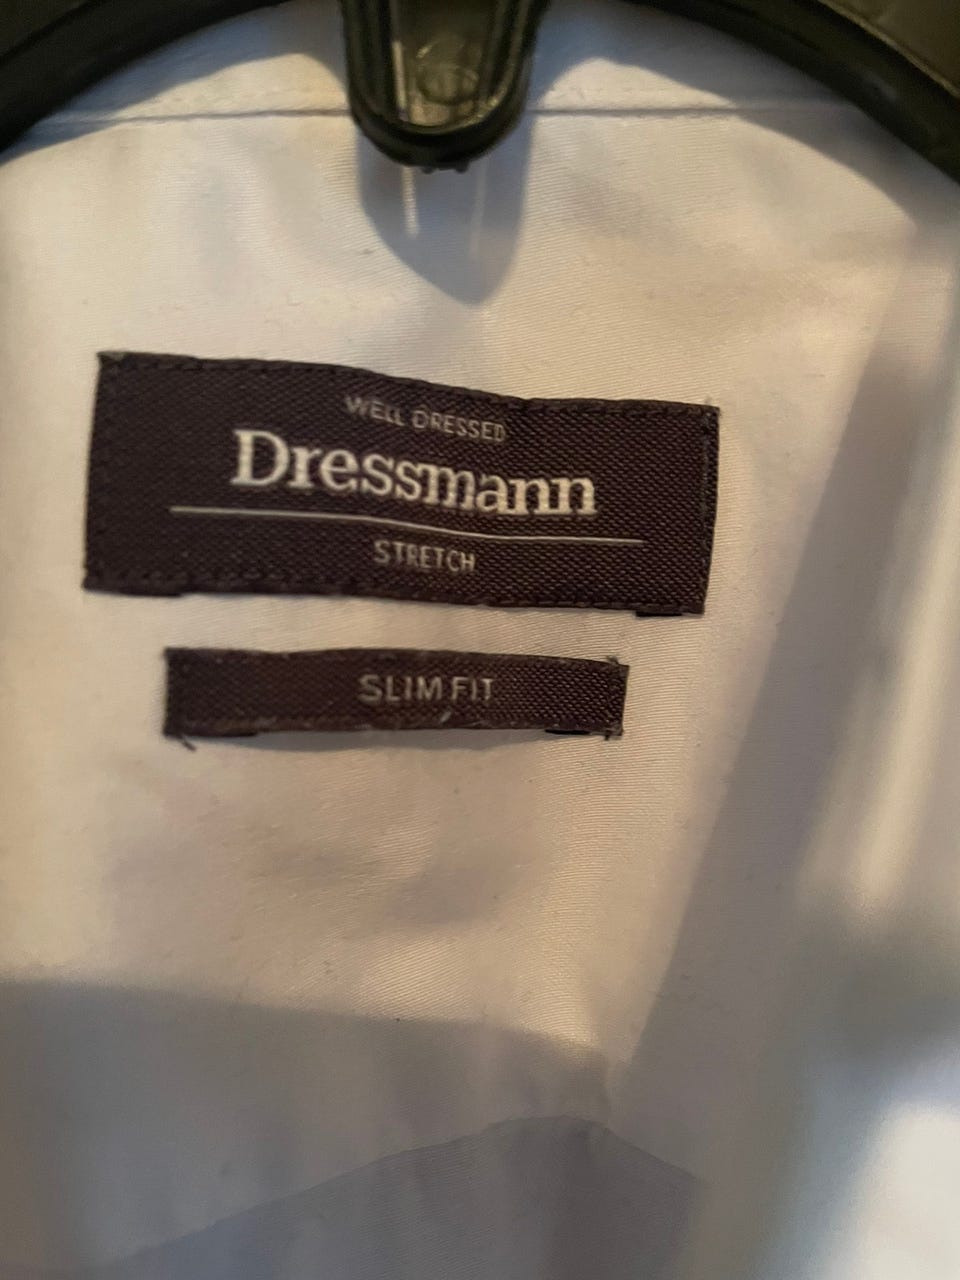 WELL DRESSED
Dressmann
STRETCH
SLIM FIT